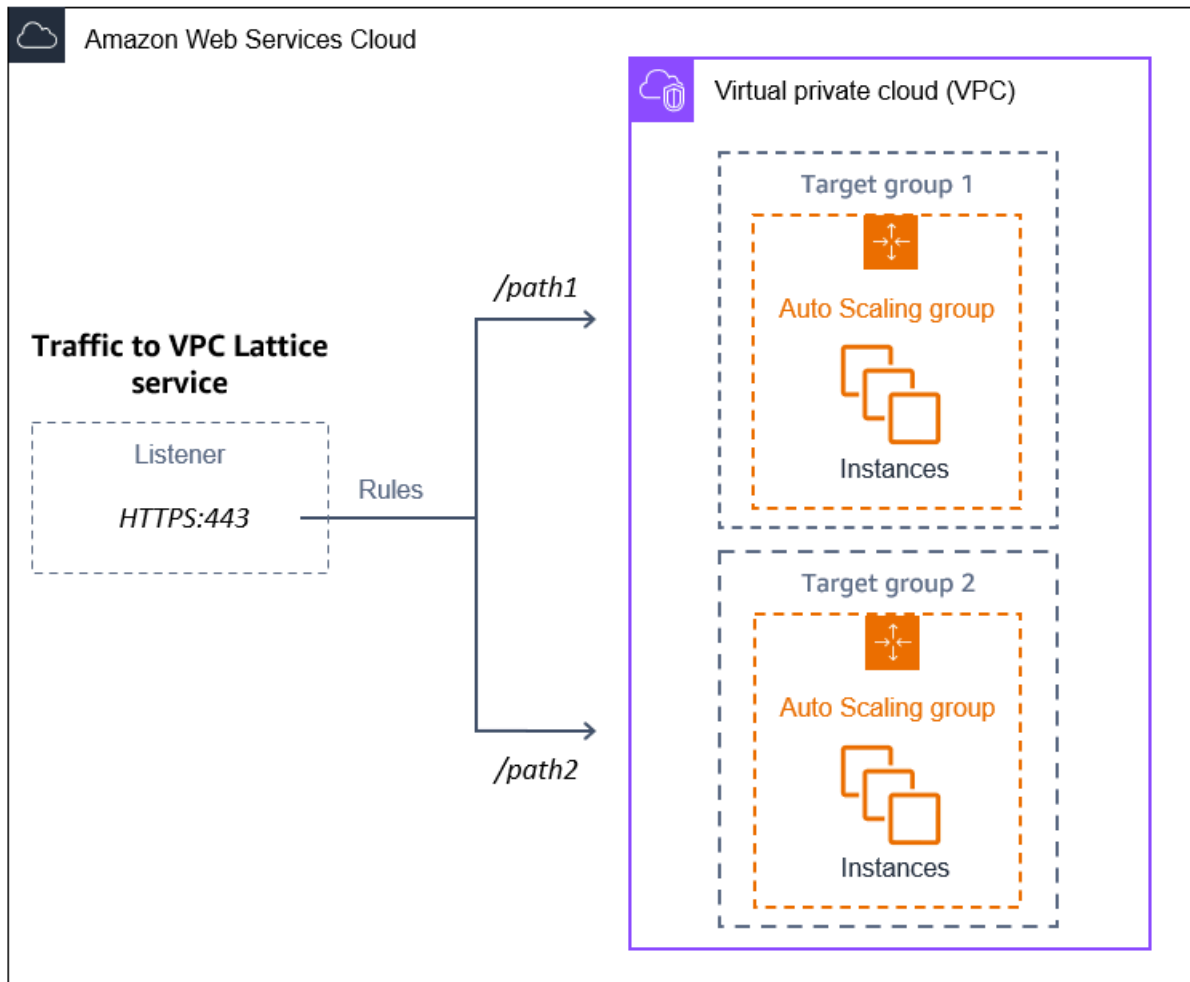 Amazon Web Services Cloud
Virtual private cloud (VPC)
Target group 1
Auto Scaling group
Instances
/path1
Traffic to VPC Lattice
service
Listener
HTTPS:443
Rules
/path2
Target group 2
Auto Scaling group
Instances